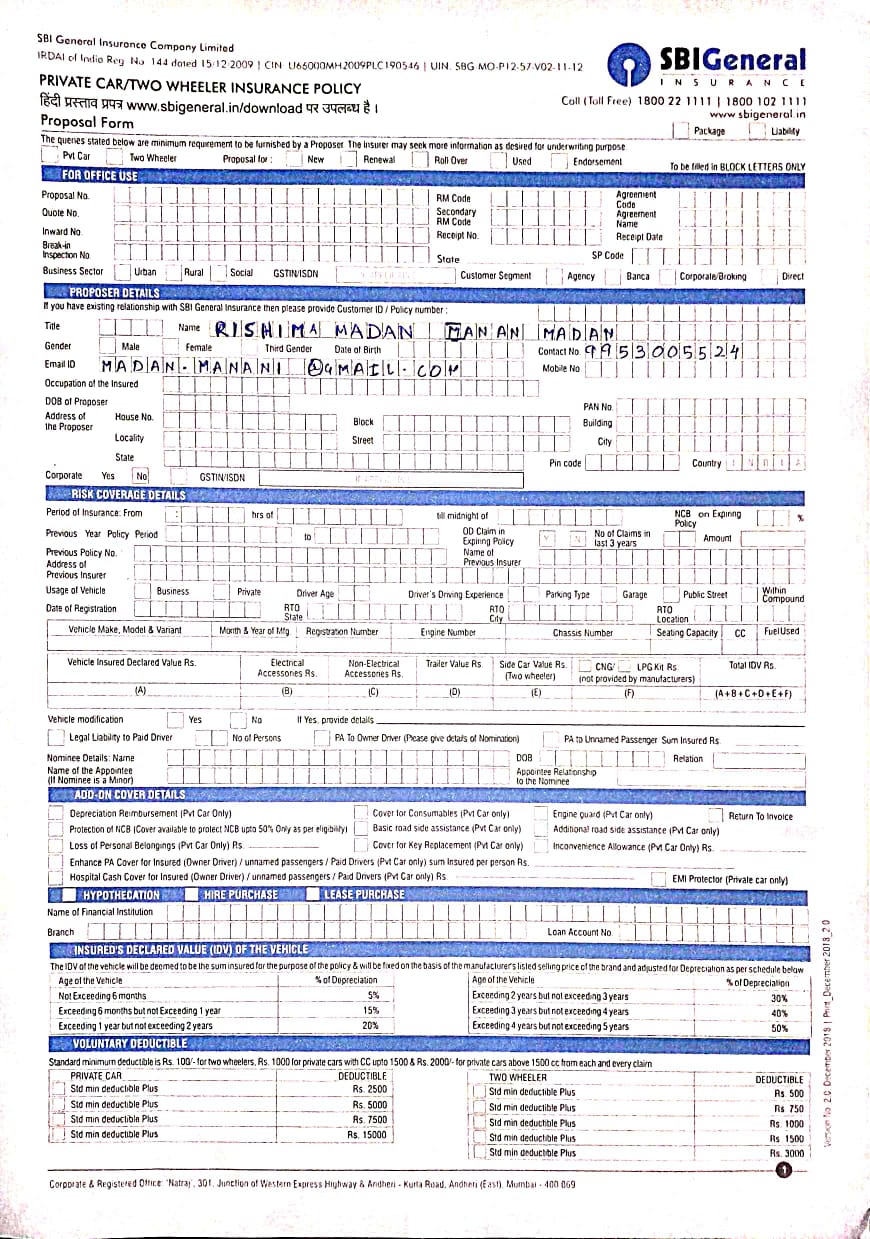 SBI General Insurance Company Limited
IRDAI of India Reg. No. 144 dated 15/12/2009 | CIN U66000MH2009PLC190546 | UIN. SBG-MO-P12-57-V02-11-12
SBIGeneral
INSURANCE
PRIVATE CAR/TWO WHEELER INSURANCE POLICY
हिंदी प्रस्ताव प्रपत्र www.sbigeneral.in/download पर उपलब्ध है।
Call (Toll Free) 1800 22 1111 | 1800 102 1111
www sbigeneral.in
Proposal Form
Package Liability
The queries stated below are minimum requirement to be furnished by a Proposer. The Insurer may seek more information as desired for underwriting purpose
Pvt Car Two Wheeler Proposal for : New Renewal Roll Over Used Endorsement To be filled in BLOCK LETTERS ONLY
FOR OFFICE USE
Proposal No. RM Code Agreement Code
Quote No. Secondary RM Code Agreement Name
Inward No. Receipt No. Receipt Date
Break-in Inspection No. State SP Code
Business Sector Urban Rural Social GSTIN/ISDN Customer Segment Agency Banca Corporate/Broking Direct
PROPOSER DETAILS
If you have existing relationship with SBI General Insurance then please provide Customer ID / Policy number :
Title Name RISHIMA MADAN MANAN MADAN
Gender Male Female Third Gender Date of Birth Contact No. 9953005524
Email ID MADAN.MANANI @GMAIL.COM Mobile No
Occupation of the Insured
DOB of Proposer PAN No.
Address of the Proposer House No. Block Building
Locality Street City
State Pin code Country INDIA
Corporate Yes No GSTIN/ISDN
RISK COVERAGE DETAILS
Period of Insurance: From : hrs of till midnight of NCB on Expiring Policy %
Previous Year Policy Period to OD Claim in Expiring Policy Y N No of Claims in last 3 years Amount
Previous Policy No. Name of Previous Insurer
Address of Previous Insurer
Usage of Vehicle Business Private Driver Age Driver's Driving Experience Parking Type Garage Public Street Within Compound
Date of Registration RTO State RTO City RTO Location
Vehicle Make, Model & Variant Month & Year of Mfg. Registration Number Engine Number Chassis Number Seating Capacity CC Fuel Used
Vehicle Insured Declared Value Rs. Electrical Accessories Rs. Non-Electrical Accessories Rs. Trailer Value Rs. Side Car Value Rs. (Two wheeler) CNG/ LPG Kit Rs. (not provided by manufacturers) Total IDV Rs.
(A) (B) (C) (D) (E) (F) (A+B+C+D+E+F)
Vehicle modification Yes No If Yes, provide details
Legal Liability to Paid Driver No of Persons PA To Owner Driver (Please give details of Nomination) PA to Unnamed Passenger Sum Insured Rs.
Nominee Details: Name DOB Relation
Name of the Appointee (If Nominee is a Minor) Appointee Relationship to the Nominee
ADD-ON COVER DETAILS
Depreciation Reimbursement (Pvt Car Only) Cover for Consumables (Pvt Car only) Engine guard (Pvt Car only) Return To Invoice
Protection of NCB (Cover available to protect NCB upto 50% Only as per eligibility) Basic road side assistance (Pvt Car only) Additional road side assistance (Pvt Car only)
Loss of Personal Belongings (Pvt Car Only) Rs. Cover for Key Replacement (Pvt Car Only) Inconvenience Allowance (Pvt Car Only) Rs.
Enhance PA Cover for Insured (Owner Driver) / unnamed passengers / Paid Drivers (Pvt Car only) sum Insured per person Rs.
Hospital Cash Cover for Insured (Owner Driver) / unnamed passengers / Paid Drivers (Pvt Car only) Rs. EMI Protector (Private car only)
HYPOTHECATION HIRE PURCHASE LEASE PURCHASE
Name of Financial Institution
Branch Loan Account No.
INSURED'S DECLARED VALUE (IDV) OF THE VEHICLE
The IDV of the vehicle will be deemed to be the sum insured for the purpose of the policy & will be fixed on the basis of the manufacturer's listed selling price of the brand and adjusted for Depreciation as per schedule below
Age of the Vehicle % of Depreciation Age of the Vehicle % of Depreciation
Not Exceeding 6 months 5% Exceeding 2 years but not exceeding 3 years 30%
Exceeding 6 months but not Exceeding 1 year 15% Exceeding 3 years but not exceeding 4 years 40%
Exceeding 1 year but not exceeding 2 years 20% Exceeding 4 years but not exceeding 5 years 50%
VOLUNTARY DEDUCTIBLE
Standard minimum deductible is Rs. 100/- for two wheelers, Rs. 1000 for private cars with CC upto 1500 & Rs. 2000/- for private cars above 1500 cc from each and every claim
PRIVATE CAR DEDUCTIBLE TWO WHEELER DEDUCTIBLE
Std min deductible Plus Rs. 2500 Std min deductible Plus Rs. 500
Std min deductible Plus Rs. 5000 Std min deductible Plus Rs 750
Std min deductible Plus Rs. 7500 Std min deductible Plus Rs. 1000
Std min deductible Plus Rs. 15000 Std min deductible Plus Rs 1500
Std min deductible Plus Rs. 3000
1
Corporate & Registered Office: 'Natraj', 301, Junction of Western Express Highway & Andheri - Kurla Road, Andheri (East), Mumbai - 400 069
Version No. 2.0 December 2018 | Print_December 2018_2.0